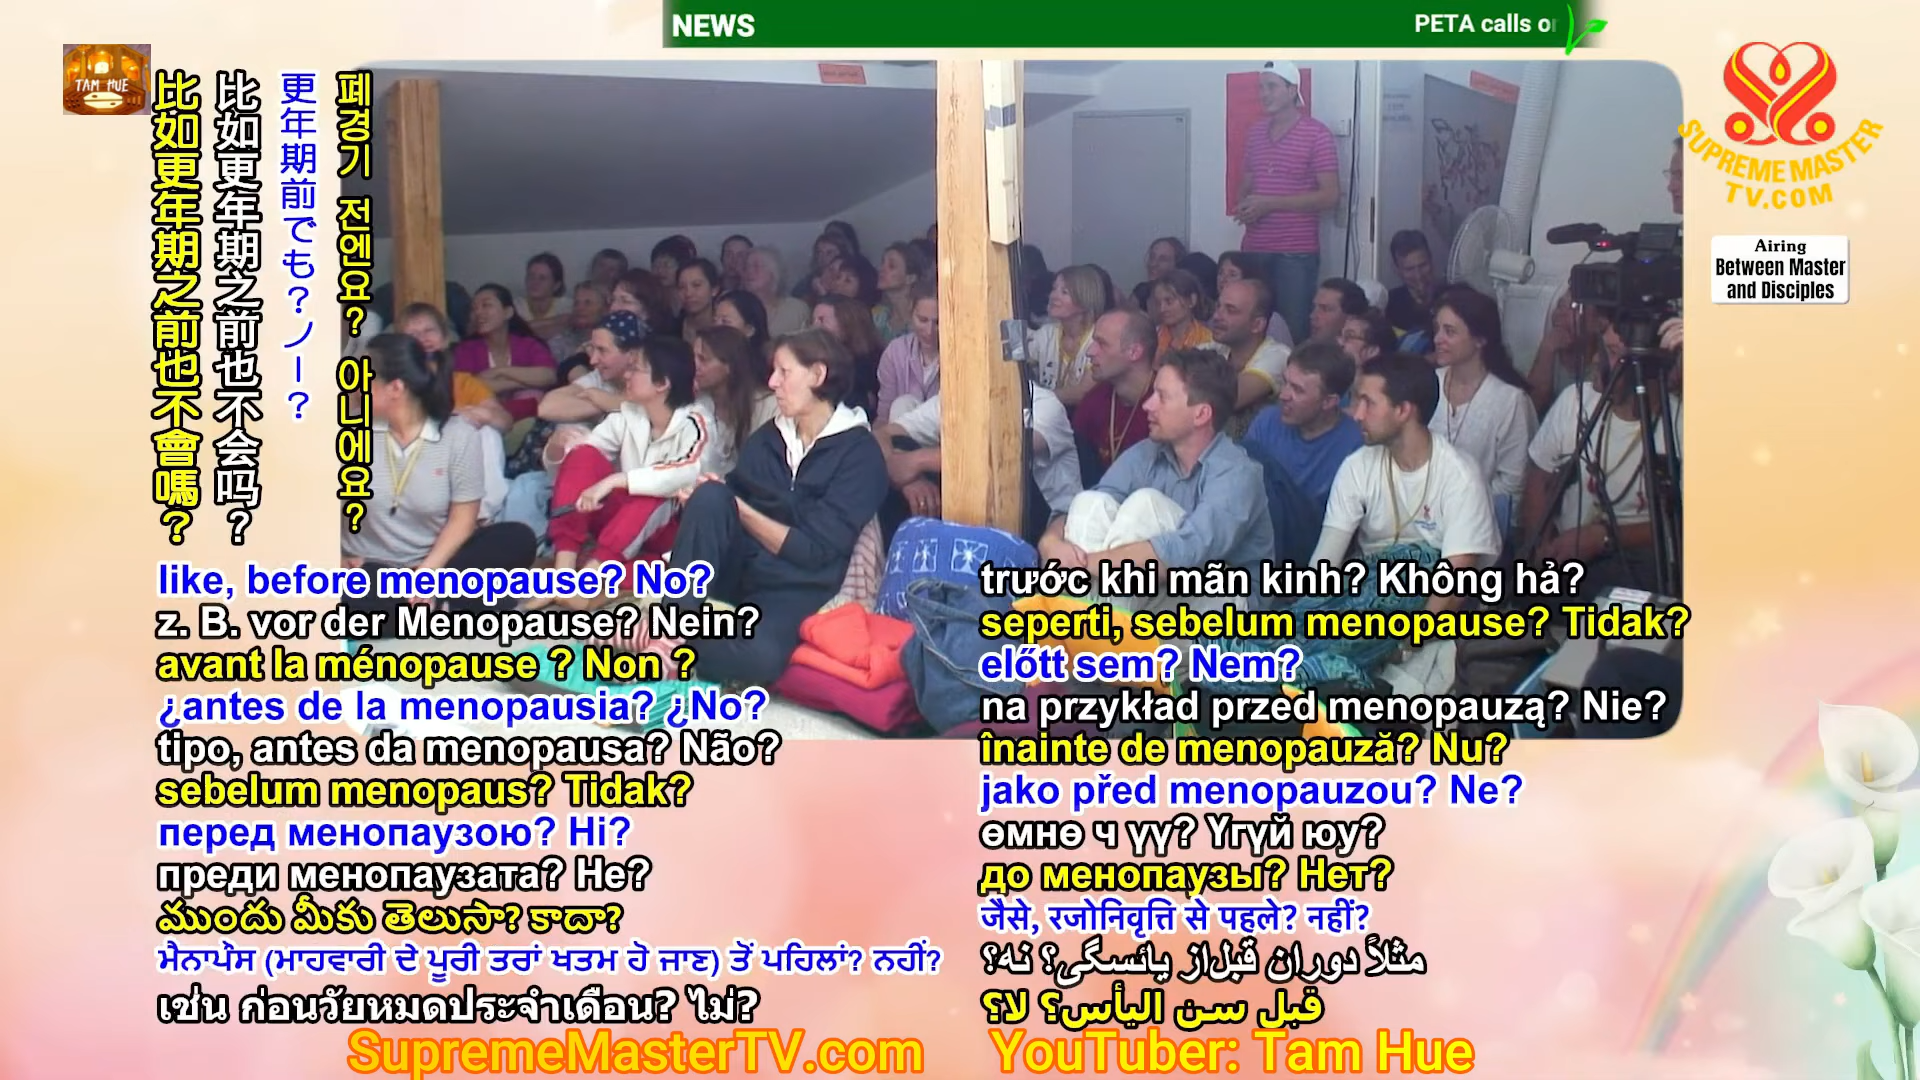 NEWS
PETA calls o
TAM HUE
SUPREME MASTER
TV.COM
Airing
Between Master
and Disciples
比如更年期之前也不會嗎？
比如更年期之前也不会吗？
更年期前でも？ノー？
폐경기 전엔요? 아니에요?
like, before menopause? No?
z. B. vor der Menopause? Nein?
avant la ménopause ? Non ?
¿antes de la menopausia? ¿No?
tipo, antes da menopausa? Não?
sebelum menopaus? Tidak?
перед менопаузою? Ні?
преди менопаузата? Не?
ముందు మీకు తెలుసా? కాదా?
ਮੈਨਾਪੌਸ (ਮਾਹਵਾਰੀ ਦੇ ਪੂਰੀ ਤਰਾਂ ਖਤਮ ਹੋ ਜਾਣ) ਤੋਂ ਪਹਿਲਾਂ? ਨਹੀਂ?
เช่น ก่อนวัยหมดประจำเดือน? ไม่?
trước khi mãn kinh? Không hả?
seperti, sebelum menopause? Tidak?
előtt sem? Nem?
na przykład przed menopauzą? Nie?
înainte de menopauză? Nu?
jako před menopauzou? Ne?
өмнө ч үү? Үгүй юу?
до менопаузы? Нет?
जैसे, रजोनिवृत्ति से पहले? नहीं?
مثلاً دوران قبل‌از یائسگی؟ نه؟
قبل سن اليأس؟ لا؟
SupremeMasterTV.com
YouTuber: Tam Hue